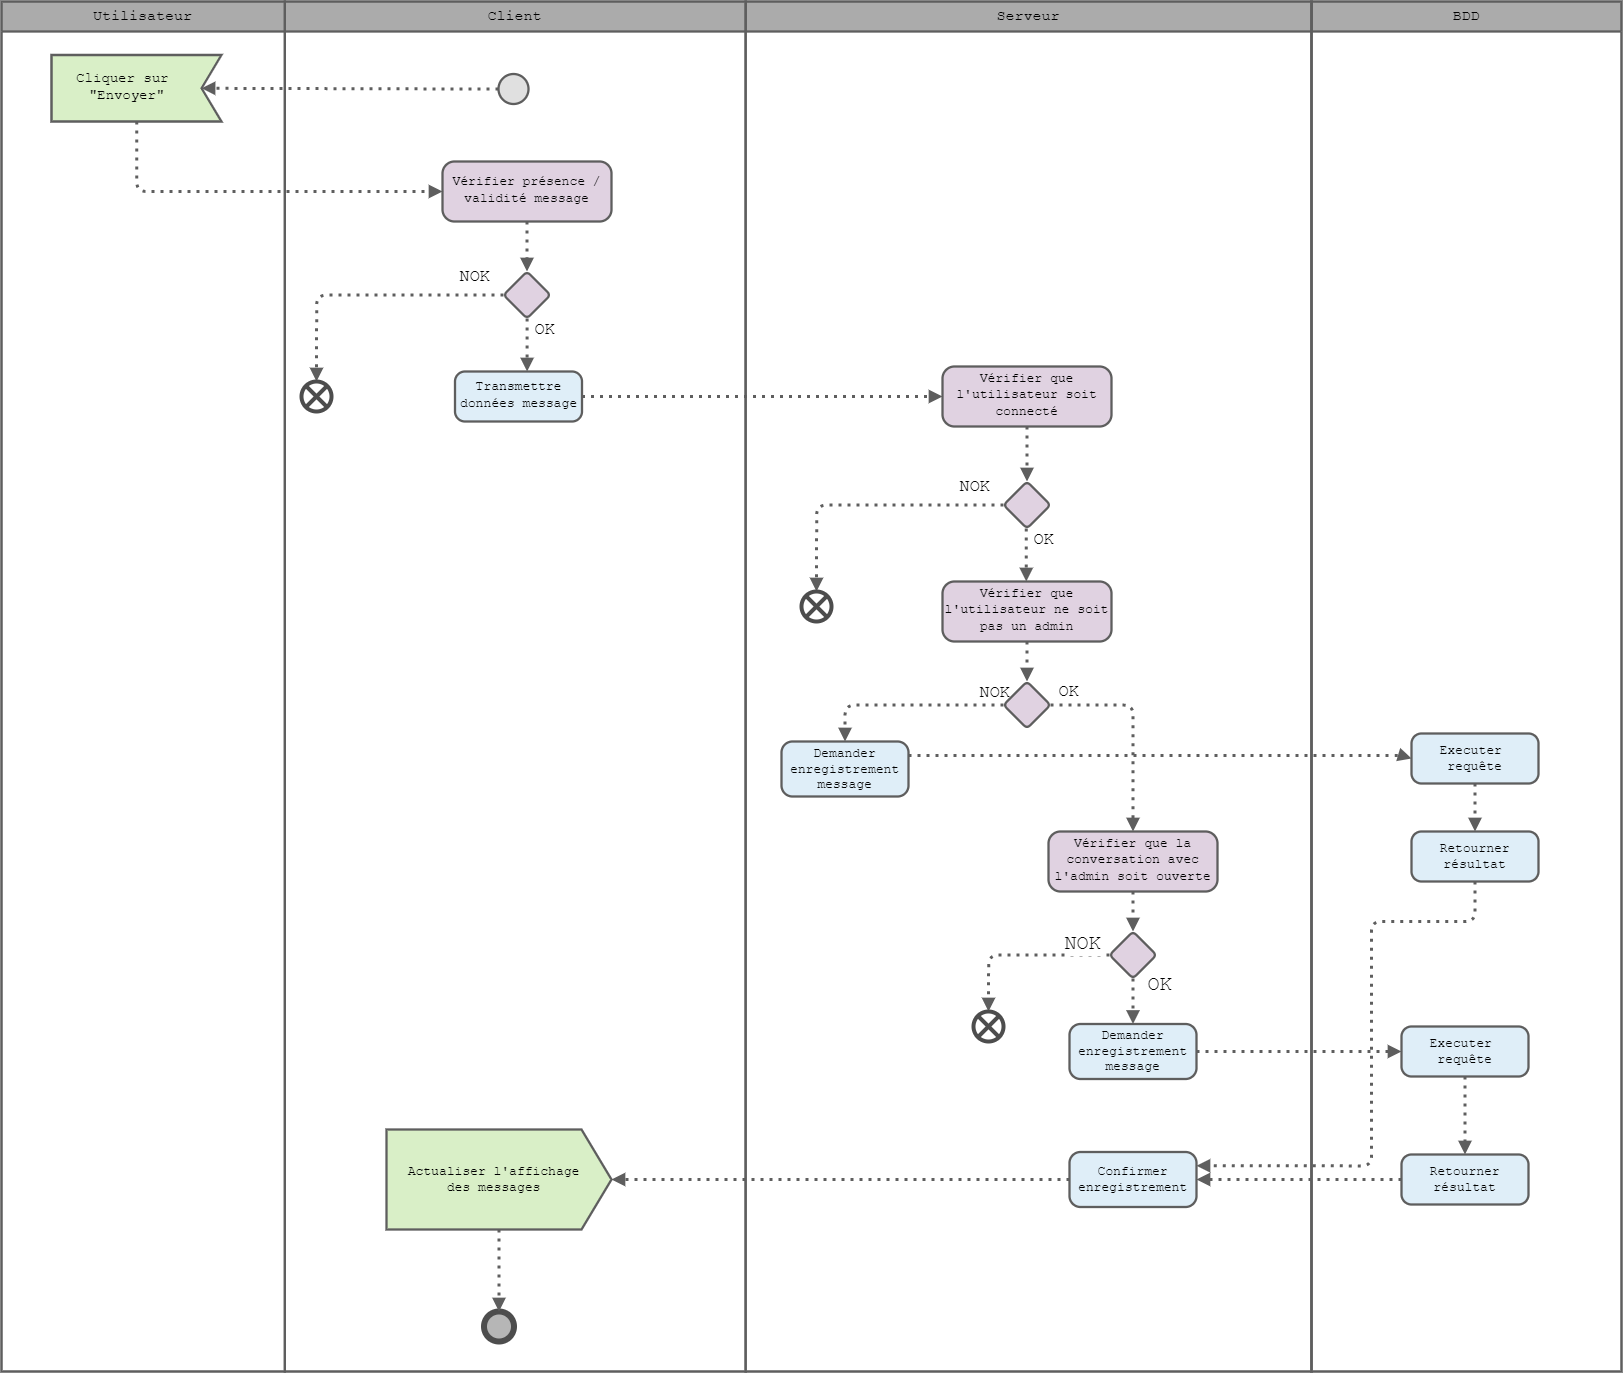 Utilisateur
Client
Serveur
BDD
Cliquer sur
"Envoyer"
Vérifier présence /
validité message
NOK
OK
Transmettre
données message
Vérifier que
l'utilisateur soit
connecté
NOK
OK
Vérifier que
l'utilisateur ne soit
pas un admin
NOK
OK
Demander
enregistrement
message
Executer
requête
Retourner
résultat
Vérifier que la
conversation avec
l'admin soit ouverte
NOK
OK
Demander
enregistrement
message
Executer
requête
Retourner
résultat
Confirmer
enregistrement
Actualiser l'affichage
des messages